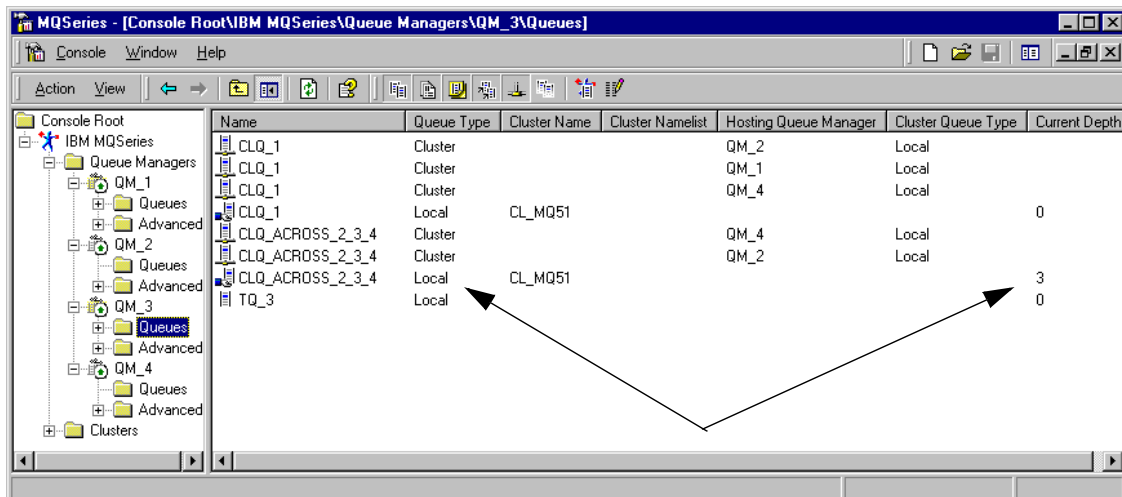 MQSeries - [Console Root\IBM MQSeries\Queue Managers\QM_3\Queues]
Console Window Help
Action View
Console Root
IBM MQSeries
Queue Managers
QM_1
Queues
Advanced
QM_2
Queues
Advanced
QM_3
Queues
Advanced
QM_4
Queues
Advanced
Clusters
Name Queue Type Cluster Name Cluster Namelist Hosting Queue Manager Cluster Queue Type Current Depth
CLQ_1 Cluster QM_2 Local
CLQ_1 Cluster QM_1 Local
CLQ_1 Cluster QM_4 Local
CLQ_1 Local CL_MQ51 0
CLQ_ACROSS_2_3_4 Cluster QM_4 Local
CLQ_ACROSS_2_3_4 Cluster QM_2 Local
CLQ_ACROSS_2_3_4 Local CL_MQ51 3
TQ_3 Local 0